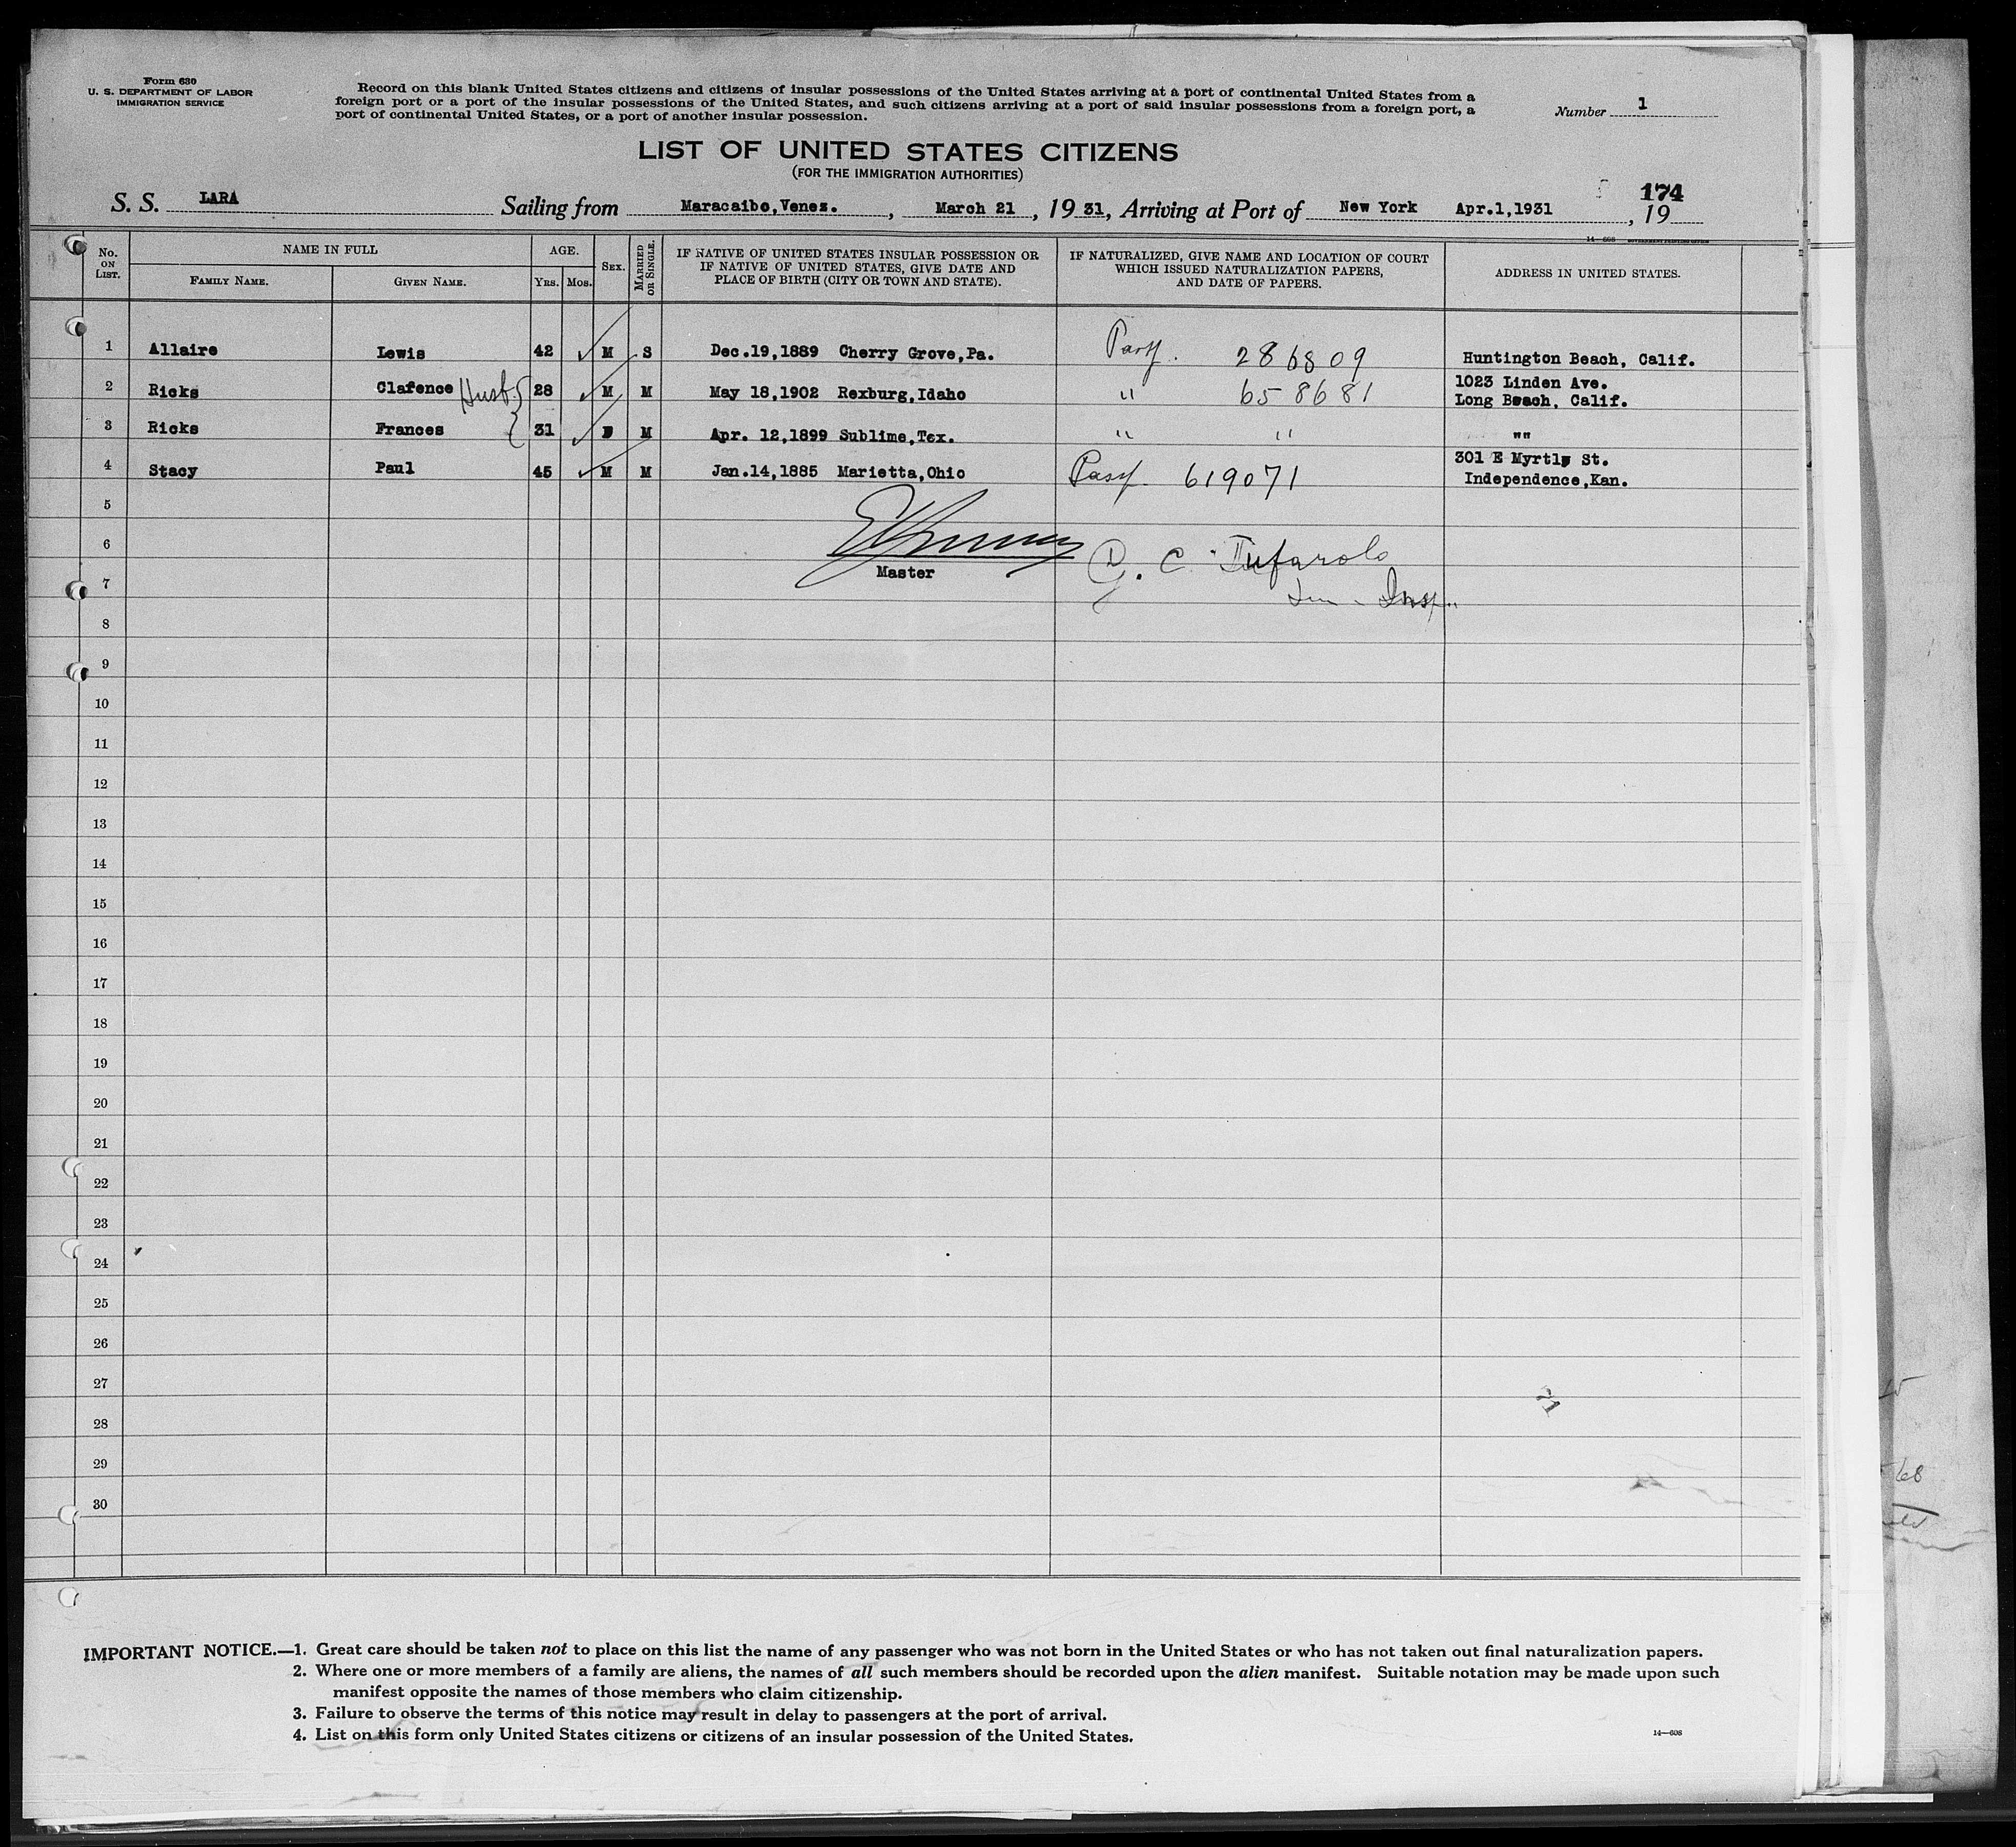 Form 630
U. S. DEPARTMENT OF LABOR
IMMIGRATION SERVICE
Record on this blank United States citizens and citizens of insular possessions of the United States arriving at a port of continental United States from a
foreign port or a port of the insular possessions of the United States, and such citizens arriving at a port of said insular possessions from a foreign port, a
port of continental United States, or a port of another insular possession.
Number 1
LIST OF UNITED STATES CITIZENS
(FOR THE IMMIGRATION AUTHORITIES)
174
S. S. LARA Sailing from Maracaibo,Venez. , March 21 , 19 31, Arriving at Port of New York Apr.1,1931 , 19
14—698 GOVERNMENT PRINTING OFFICE
No. ON LIST. NAME IN FULL AGE. SEX. MARRIED OR SINGLE. IF NATIVE OF UNITED STATES INSULAR POSSESSION OR IF NATIVE OF UNITED STATES, GIVE DATE AND PLACE OF BIRTH (CITY OR TOWN AND STATE). IF NATURALIZED, GIVE NAME AND LOCATION OF COURT WHICH ISSUED NATURALIZATION PAPERS, AND DATE OF PAPERS. ADDRESS IN UNITED STATES.
FAMILY NAME. GIVEN NAME. YRS. MOS.
1 Allaire Lewis 42 M S Dec.19,1889 Cherry Grove,Pa. Pass. 286809 Huntington Beach, Calif.
2 Ricks Clarence Husb. 28 M M May 18,1902 Rexburg,Idaho " 658681 1023 Linden Ave.
Long Beach, Calif.
3 Ricks Frances 31 F M Apr. 12,1899 Sublime,Tex. " " ""
4 Stacy Paul 45 M M Jan.14,1885 Marietta,Ohio Pass. 619071 301 E Myrtle St.
Independence,Kan.
5
6
Master
7
8
9
10
11
12
13
14
15
16
17
18
19
20
21
22
23
24
25
26
27
71
28
29
30
IMPORTANT NOTICE.—1. Great care should be taken not to place on this list the name of any passenger who was not born in the United States or who has not taken out final naturalization papers.
2. Where one or more members of a family are aliens, the names of all such members should be recorded upon the alien manifest. Suitable notation may be made upon such
manifest opposite the names of those members who claim citizenship.
3. Failure to observe the terms of this notice may result in delay to passengers at the port of arrival.
4. List on this form only United States citizens or citizens of an insular possession of the United States.
14—698